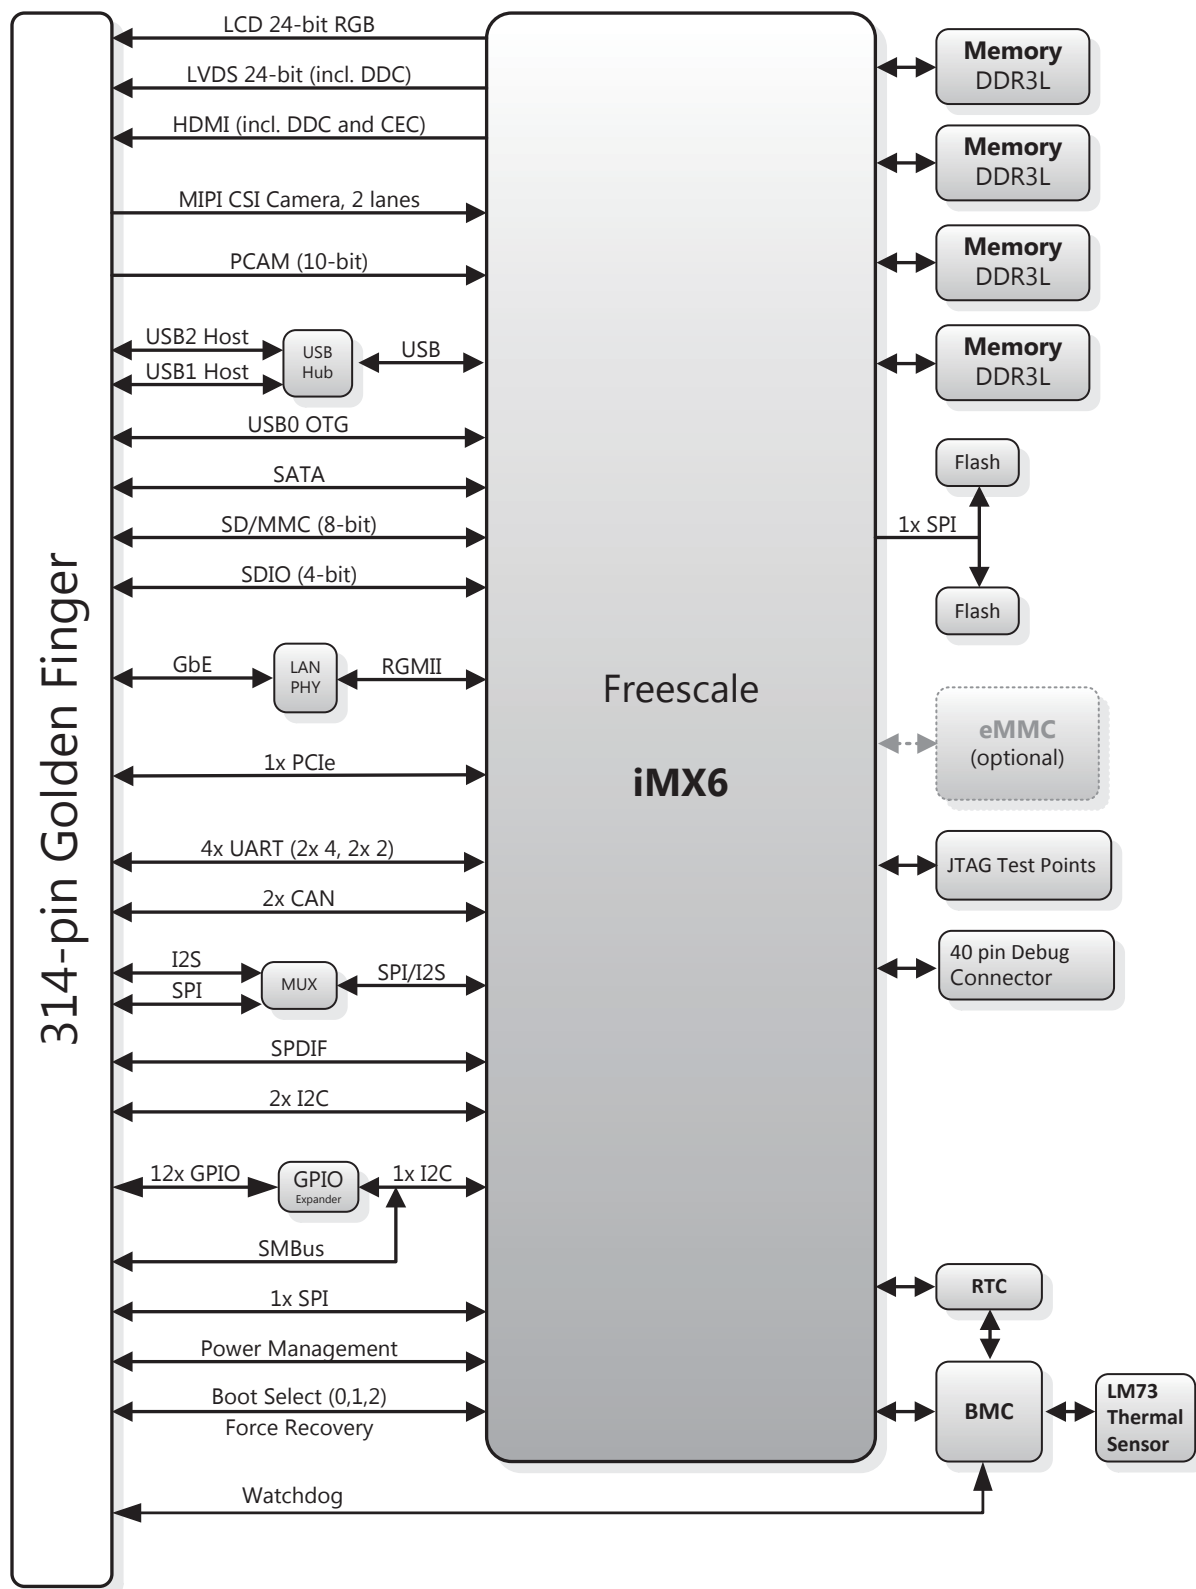 LCD 24-bit RGB
LVDS 24-bit (incl. DDC)
HDMI (incl. DDC and CEC)
MIPI CSI Camera, 2 lanes
PCAM (10-bit)
USB2 Host
USB1 Host
USB
Hub
USB
USB0 OTG
SATA
SD/MMC (8-bit)
SDIO (4-bit)
GbE
LAN
PHY
RGMII
1x PCIe
4x UART (2x 4, 2x 2)
2x CAN
I2S
SPI
MUX
SPI/I2S
SPDIF
2x I2C
12x GPIO
GPIO
Expander
1x I2C
SMBus
1x SPI
Power Management
Boot Select (0,1,2)
Force Recovery
Watchdog
314-pin Golden Finger
Freescale
iMX6
Memory
DDR3L
Memory
DDR3L
Memory
DDR3L
Memory
DDR3L
Flash
1x SPI
Flash
eMMC
(optional)
JTAG Test Points
40 pin Debug
Connector
RTC
BMC
LM73
Thermal
Sensor